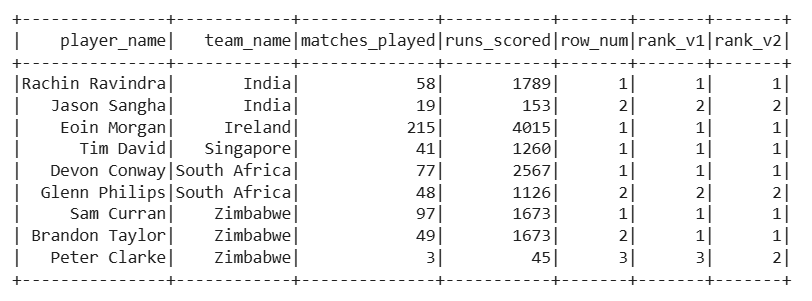 +---------------+------------+--------------+-----------+-------+-------+-------+
|    player_name|   team_name|matches_played|runs_scored|row_num|rank_v1|rank_v2|
+---------------+------------+--------------+-----------+-------+-------+-------+
|Rachin Ravindra|       India|            58|       1789|      1|      1|      1|
|   Jason Sangha|       India|            19|        153|      2|      2|      2|
|    Eoin Morgan|     Ireland|           215|       4015|      1|      1|      1|
|      Tim David|   Singapore|            41|       1260|      1|      1|      1|
|   Devon Conway|South Africa|            77|       2567|      1|      1|      1|
|  Glenn Philips|South Africa|            48|       1126|      2|      2|      2|
|     Sam Curran|    Zimbabwe|            97|       1673|      1|      1|      1|
| Brandon Taylor|    Zimbabwe|            49|       1673|      2|      1|      1|
|   Peter Clarke|    Zimbabwe|             3|         45|      3|      3|      2|
+---------------+------------+--------------+-----------+-------+-------+-------+